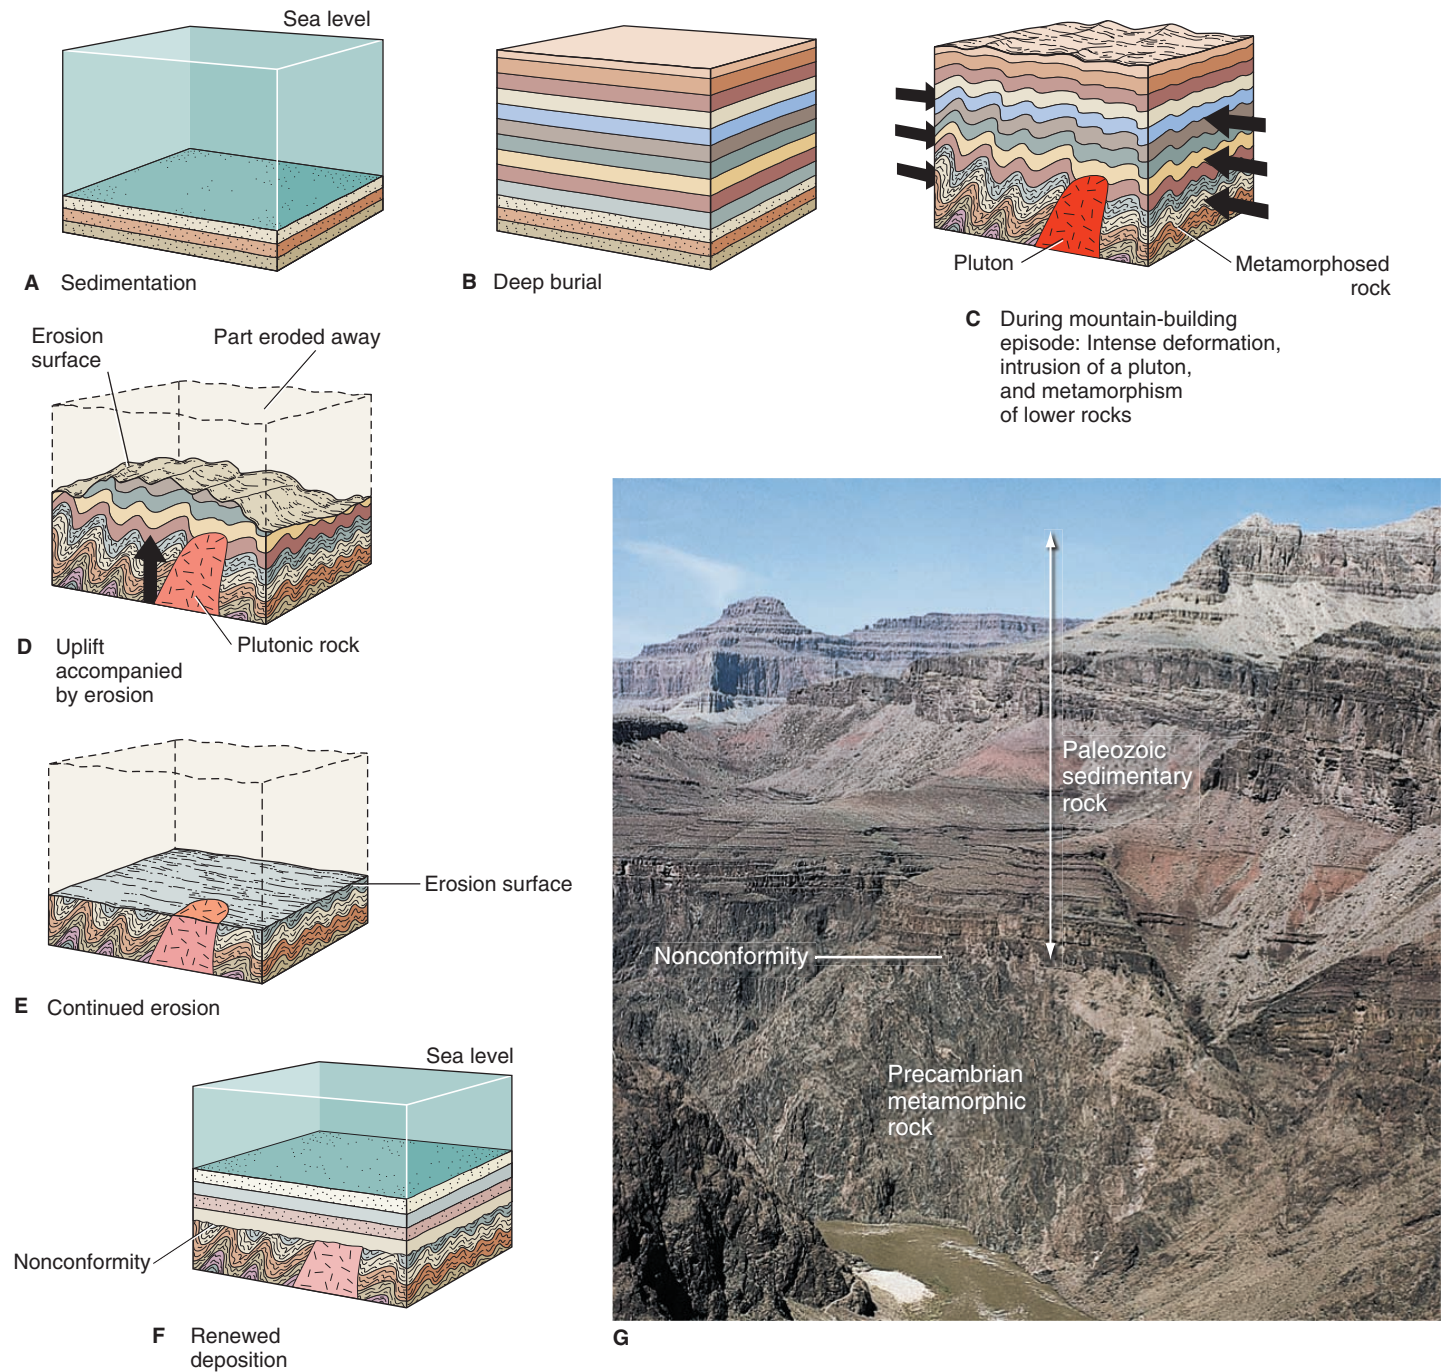 Sea level
A Sedimentation
B Deep burial
Pluton
Metamorphosed
rock
C During mountain-building
episode: Intense deformation,
intrusion of a pluton,
and metamorphism
of lower rocks
Erosion
surface
Part eroded away
Plutonic rock
D Uplift
accompanied
by erosion
Erosion surface
E Continued erosion
Sea level
Nonconformity
F Renewed
deposition
Paleozoic
sedimentary
rock
Nonconformity
Precambrian
metamorphic
rock
G